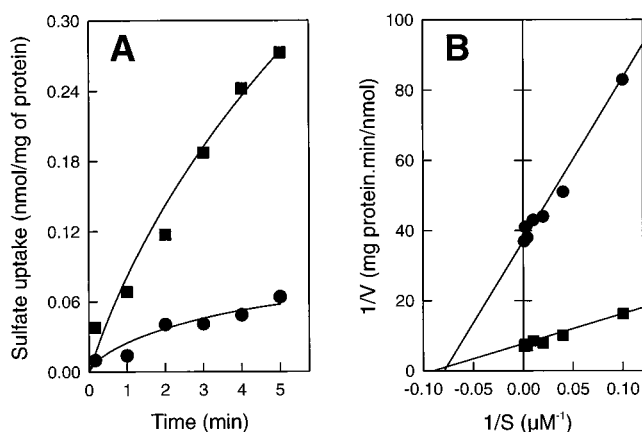 A
Sulfate uptake (nmol/mg of protein)
0.30
0.24
0.18
0.12
0.06
0.00
0 1 2 3 4 5
Time (min)
B
1/V (mg protein.min/nmol)
100
80
60
40
20
0
-0.10 -0.05 0.00 0.05 0.10
1/S (µM⁻¹)